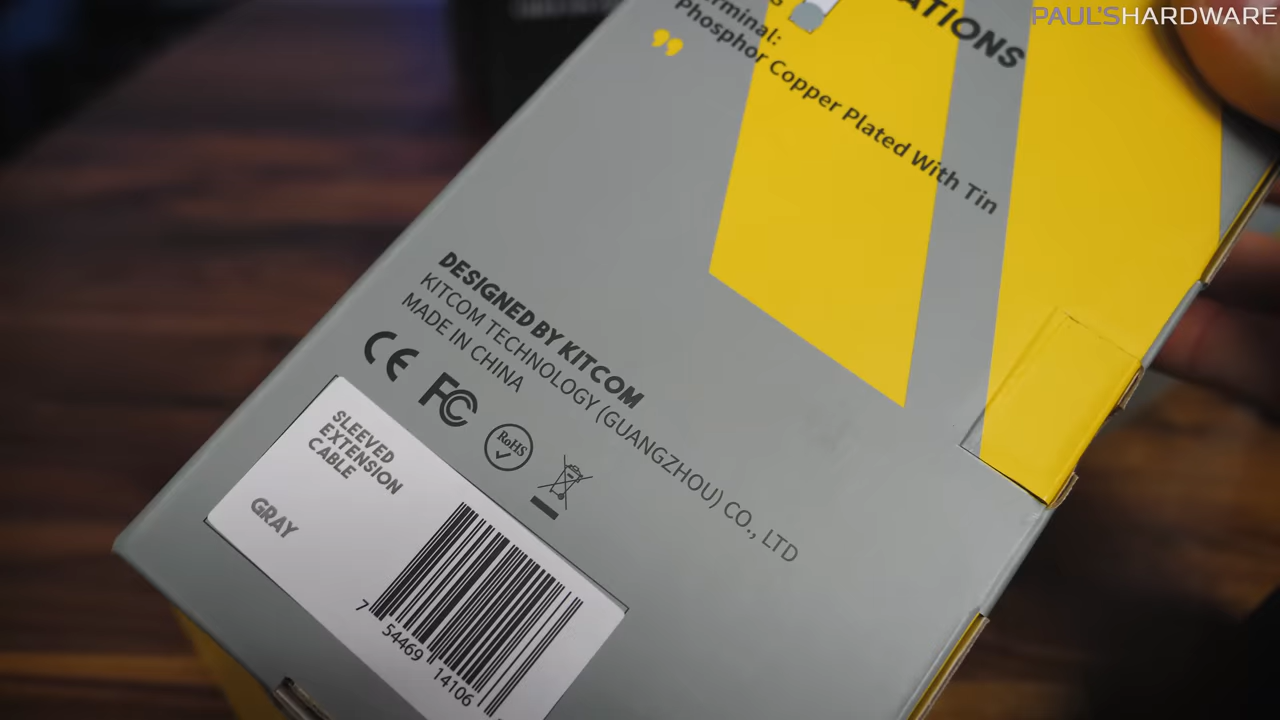 PAUL'SHARDWARE
ATIONS
Terminal:
Phosphor Copper Plated With Tin
DESIGNED BY KITCOM
KITCOM TECHNOLOGY (GUANGZHOU) CO., LTD
MADE IN CHINA
CE FC RoHS
SLEEVED
EXTENSION
CABLE
GRAY
7 54469 14106